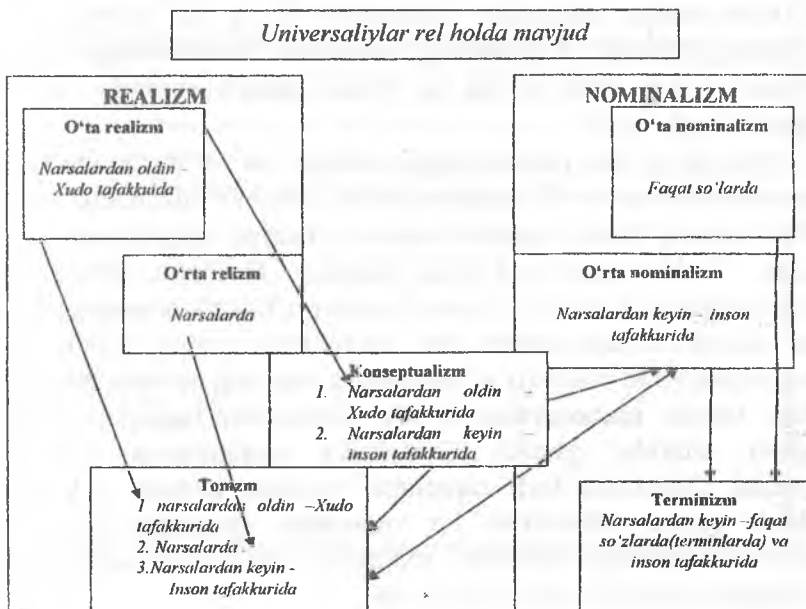 Universaliylar rel holda mavjud
REALIZM
O‘ta realizm
Narsalardan oldin –
Xudo tafakkuida
O‘rta relizm
Narsalarda
NOMINALIZM
O‘ta nominalizm
Faqat so‘larda
O‘rta nominalizm
Narsalardan keyin – inson
tafakkurida
Konseptualizm
1. Narsalardan oldin –
Xudo tafakkurida
2. Narsalardan keyin –
inson tafakkurida
Tomizm
1 narsalardan oldin –Xudo
tafakkurida
2. Narsalarda
3.Narsalardan keyin -
Inson tafakkurida
Terminizm
Narsalardan keyin –faqat
so‘zlarda(terminlarda) va
inson tafakkurida